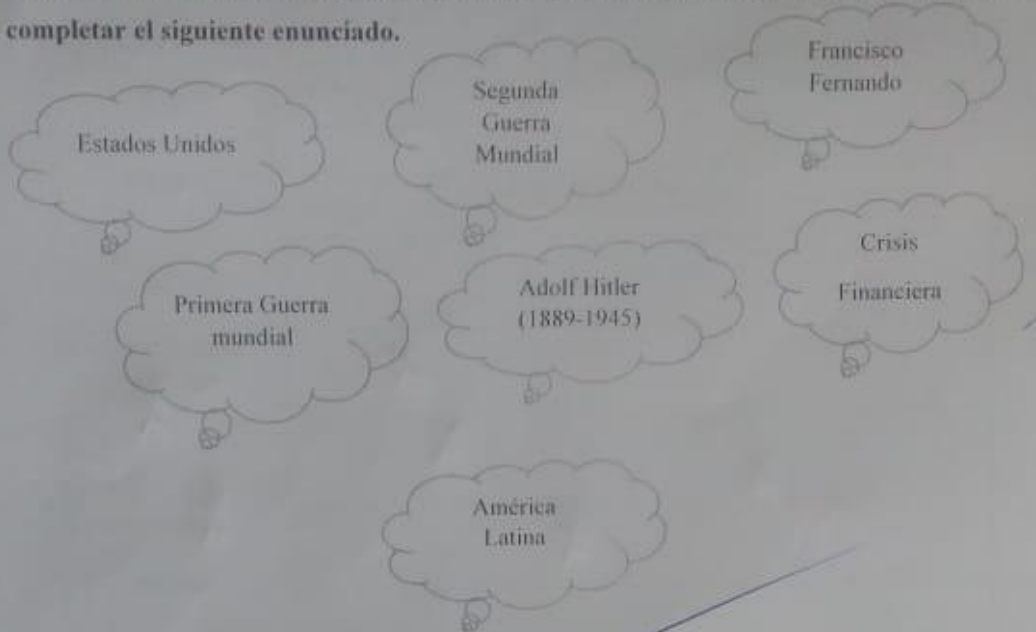 completar el siguiente enunciado.
Francisco
Fernando
Segunda
Guerra
Mundial
Estados Unidos
Crisis
Financiera
Adolf Hitler
(1889-1945)
Primera Guerra
mundial
América
Latina